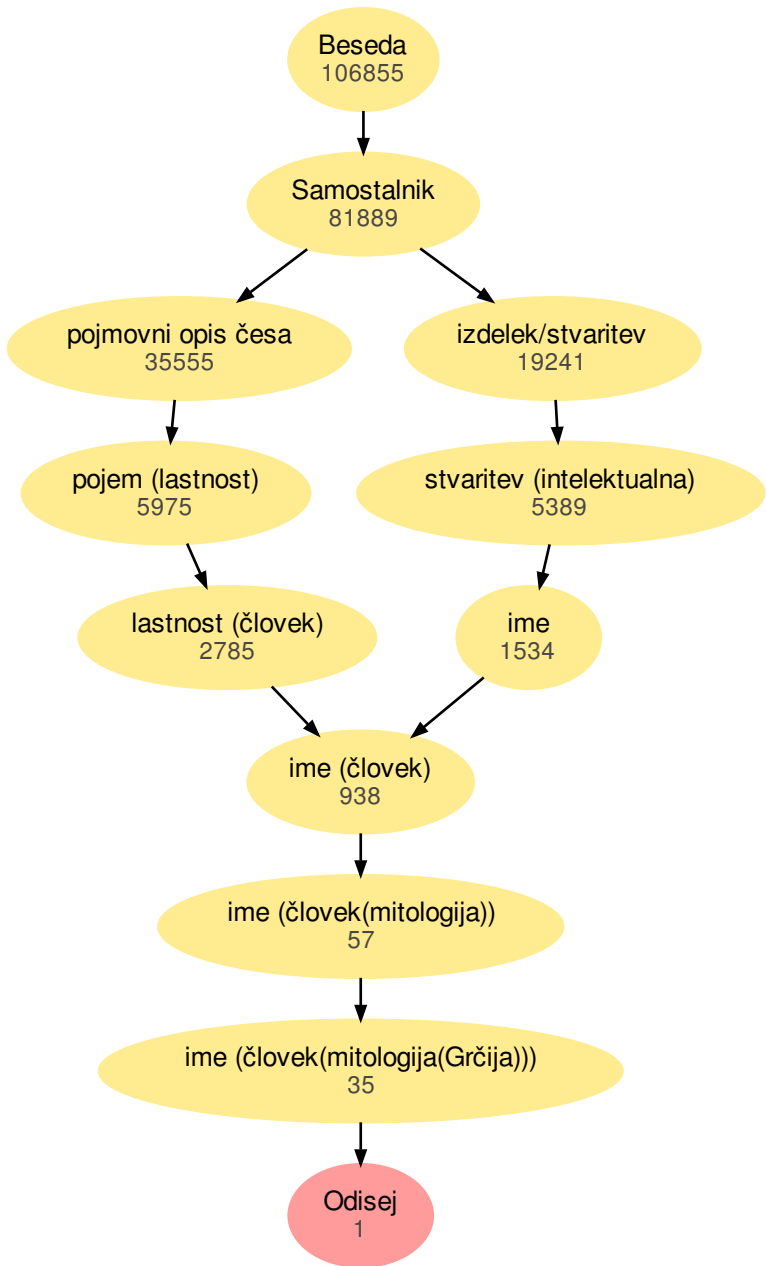 Beseda
106855
Samostalnik
81889
pojmovni opis česa
35555
izdelek/stvaritev
19241
pojem (lastnost)
5975
stvaritev (intelektualna)
5389
lastnost (človek)
2785
ime
1534
ime (človek)
938
ime (človek(mitologija))
57
ime (človek(mitologija(Grčija)))
35
Odisej
1